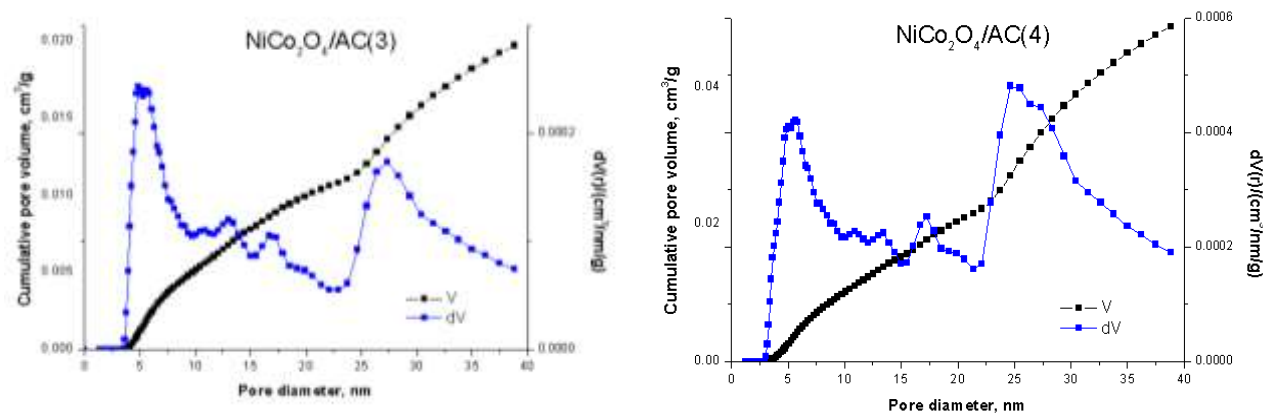 NiCo₂O₄/AC(3)
Cumulative pore volume, cm³/g
0.020
0.015
0.010
0.005
0.000
0.0002
0.0000
dV(r)/(cm³/nm/g)
V
dV
0 5 10 15 20 25 30 35 40
Pore diameter, nm
NiCo₂O₄/AC(4)
Cumulative pore volume, cm³/g
0.04
0.02
0.00
0.0006
0.0004
0.0002
0.0000
dV(r)/(cm³/nm/g)
V
dV
0 5 10 15 20 25 30 35 40
Pore diameter, nm